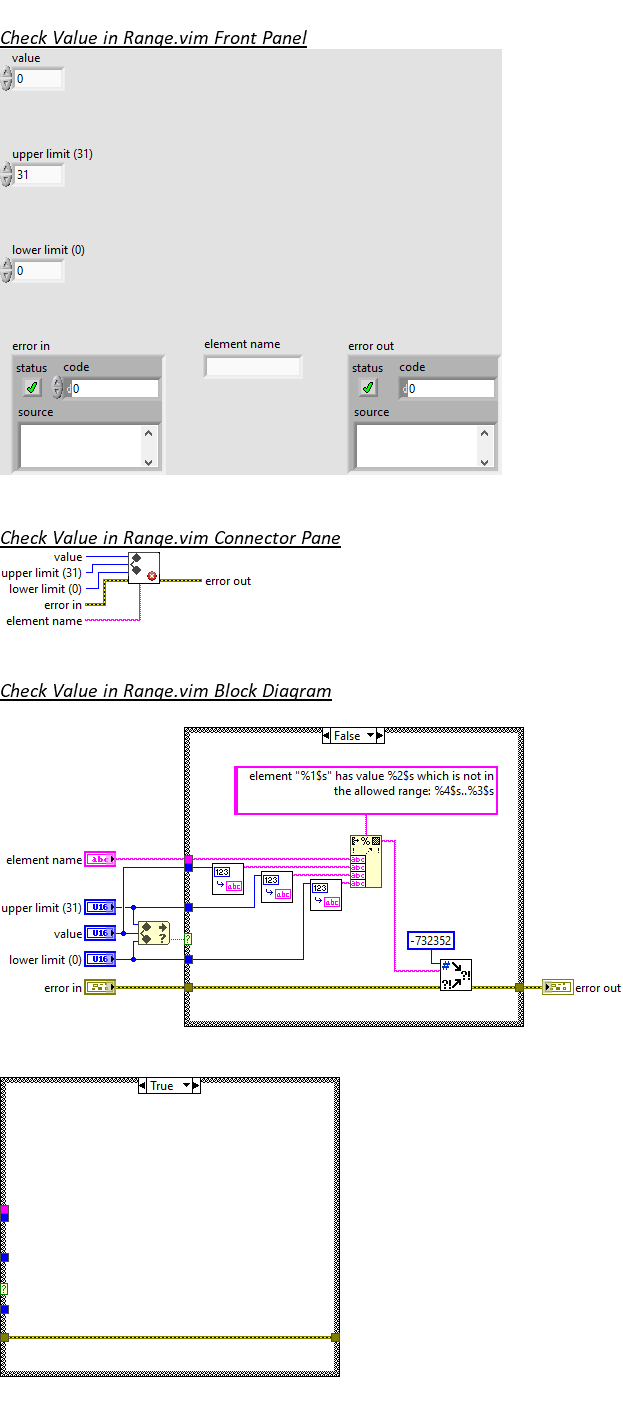 Check Value in Range.vim Front Panel
value
0
upper limit (31)
31
lower limit (0)
0
error in
element name
error out
status code
0
status code
0
source
source
Check Value in Range.vim Connector Pane
value
upper limit (31)
lower limit (0)
error in
element name
error out
Check Value in Range.vim Block Diagram
False
element "%1$s" has value %2$s which is not in
the allowed range: %4$s..%3$s
element name
abc
abc
abc
abc
abc
123
abc
123
abc
123
abc
upper limit (31)
U16
value
U16
?
?
lower limit (0)
U16
-732352
#
?!
?!
error in
error out
True
?